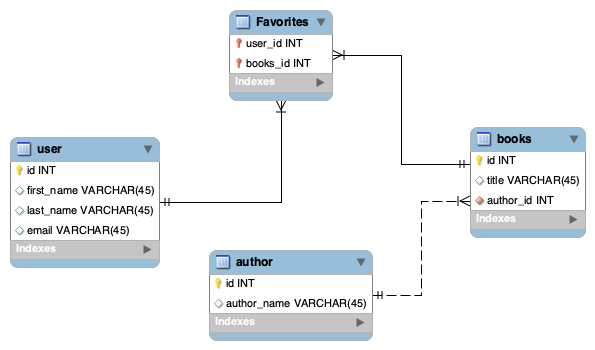 Favorites
user_id INT
books_id INT
Indexes
user
id INT
first_name VARCHAR(45)
last_name VARCHAR(45)
email VARCHAR(45)
Indexes
books
id INT
title VARCHAR(45)
author_id INT
Indexes
author
id INT
author_name VARCHAR(45)
Indexes